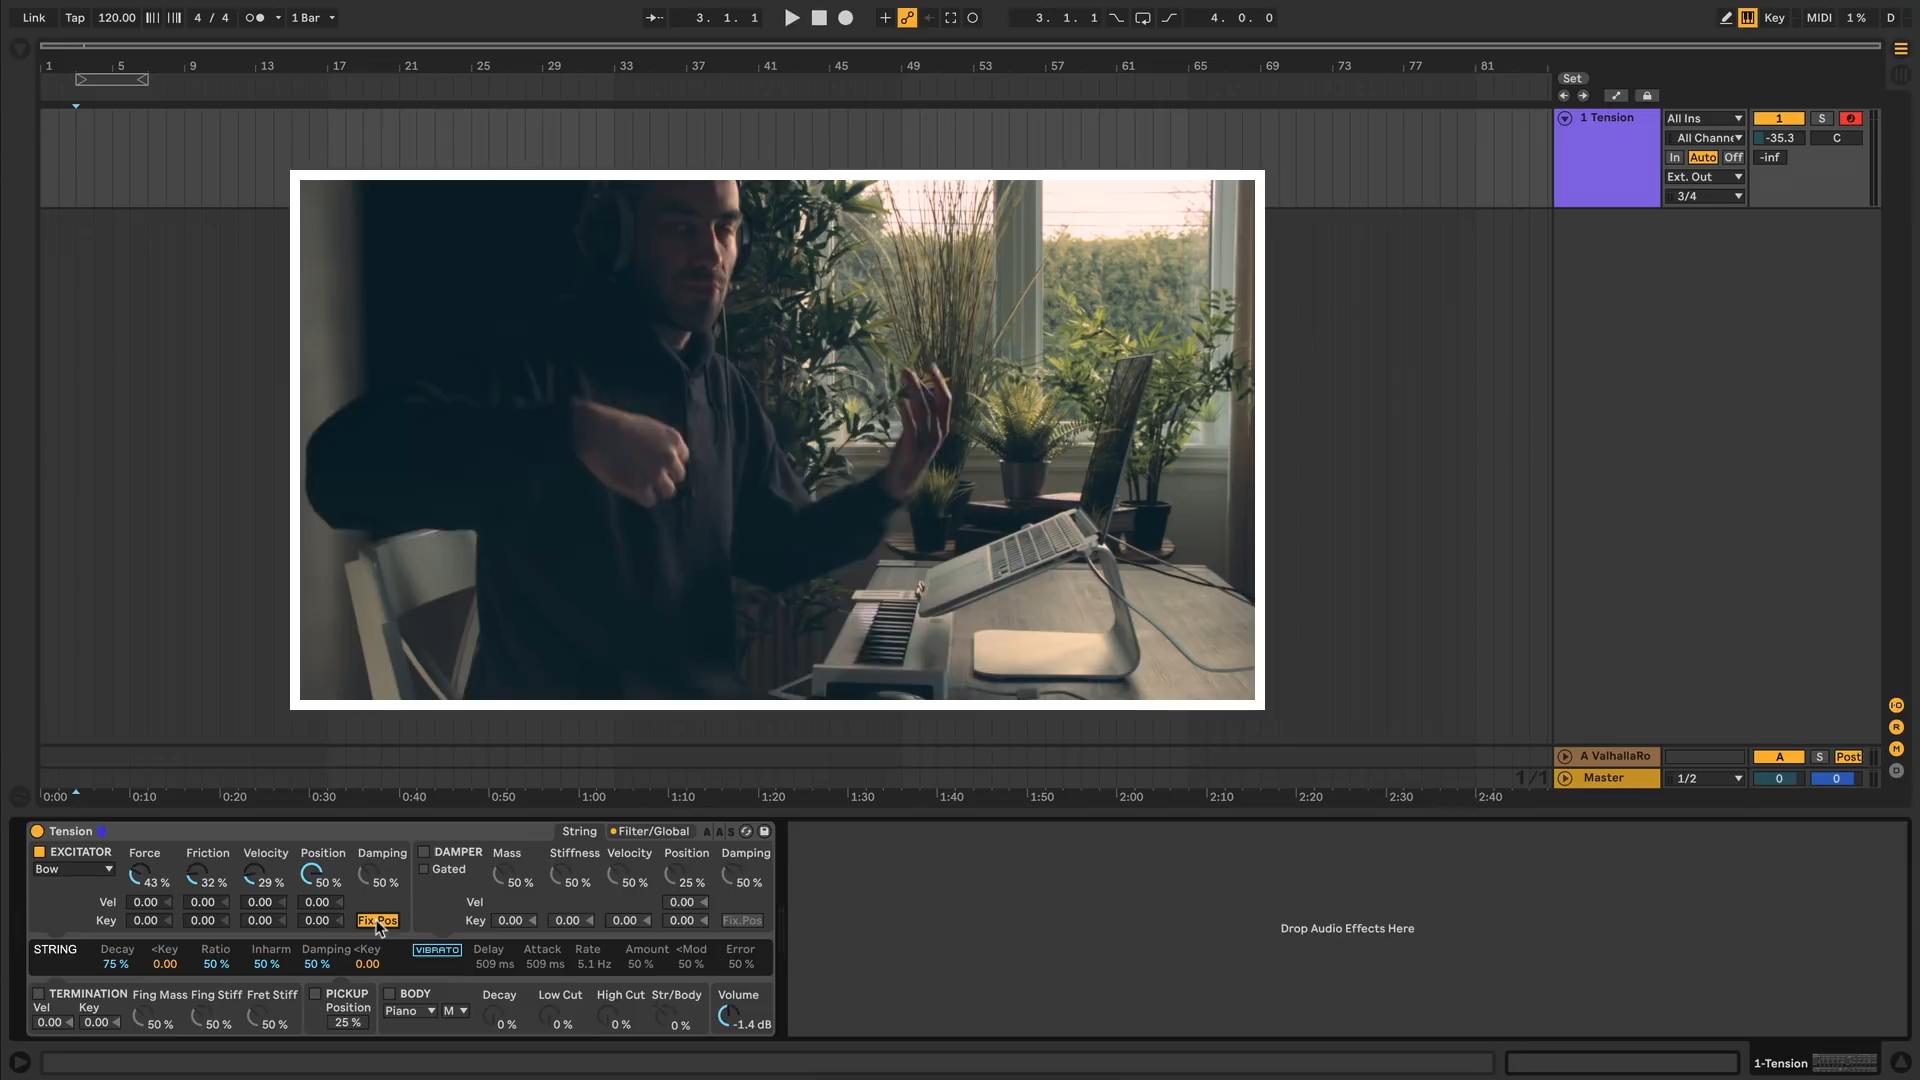 Link Tap 120.00 4 / 4 1 Bar 3. 1. 1 3. 1. 1 4. 0. 0 Key MIDI 1 % D
1 5 9 13 17 21 25 29 33 37 41 45 49 53 57 61 65 69 73 77 81
Set
1 Tension All Ins 1 S
All Channe -35.3 C
In Auto Off -inf
Ext. Out
3/4
A ValhallaRo A S Post
1/1 Master 1/2 0 0
0:00 0:10 0:20 0:30 0:40 0:50 1:00 1:10 1:20 1:30 1:40 1:50 2:00 2:10 2:20 2:30 2:40
Tension String Filter/Global A A S
EXCITATOR Force Friction Velocity Position Damping DAMPER Mass Stiffness Velocity Position Damping
Bow Gated
43 % 32 % 29 % 50 % 50 % 50 % 50 % 50 % 25 % 50 %
Vel 0.00 0.00 0.00 0.00 Vel 0.00
Key 0.00 0.00 0.00 0.00 Fix.Pos Key 0.00 0.00 0.00 0.00 Fix.Pos
STRING Decay <Key Ratio Inharm Damping <Key VIBRATO Delay Attack Rate Amount <Mod Error
75 % 0.00 50 % 50 % 50 % 0.00 509 ms 509 ms 5.1 Hz 50 % 50 % 50 %
TERMINATION Fing Mass Fing Stiff Fret Stiff PICKUP BODY Decay Low Cut High Cut Str/Body Volume
Vel Key Position Piano M
0.00 0.00 50 % 50 % 50 % 25 % 0 % 0 % 0 % 0 % -1.4 dB
Drop Audio Effects Here
1-Tension